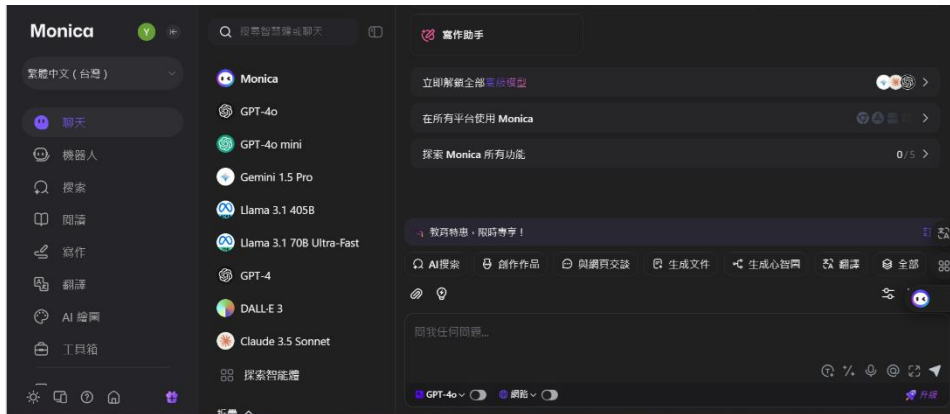 Monica
Y
繁體中文（台灣）
聊天
機器人
搜索
閱讀
寫作
翻譯
AI 繪圖
工具箱
搜尋智慧體或聊天
Monica
GPT-4o
GPT-4o mini
Gemini 1.5 Pro
Llama 3.1 405B
Llama 3.1 70B Ultra-Fast
GPT-4
DALL·E 3
Claude 3.5 Sonnet
探索智能體
折疊
寫作助手
立即解鎖全部高級模型
在所有平台使用 Monica
探索 Monica 所有功能
0/5
教育特惠，限時專享！
AI搜索
創作作品
與網頁交談
生成文件
生成心智圖
翻譯
全部
問我任何問題...
GPT-4o
網路
升級